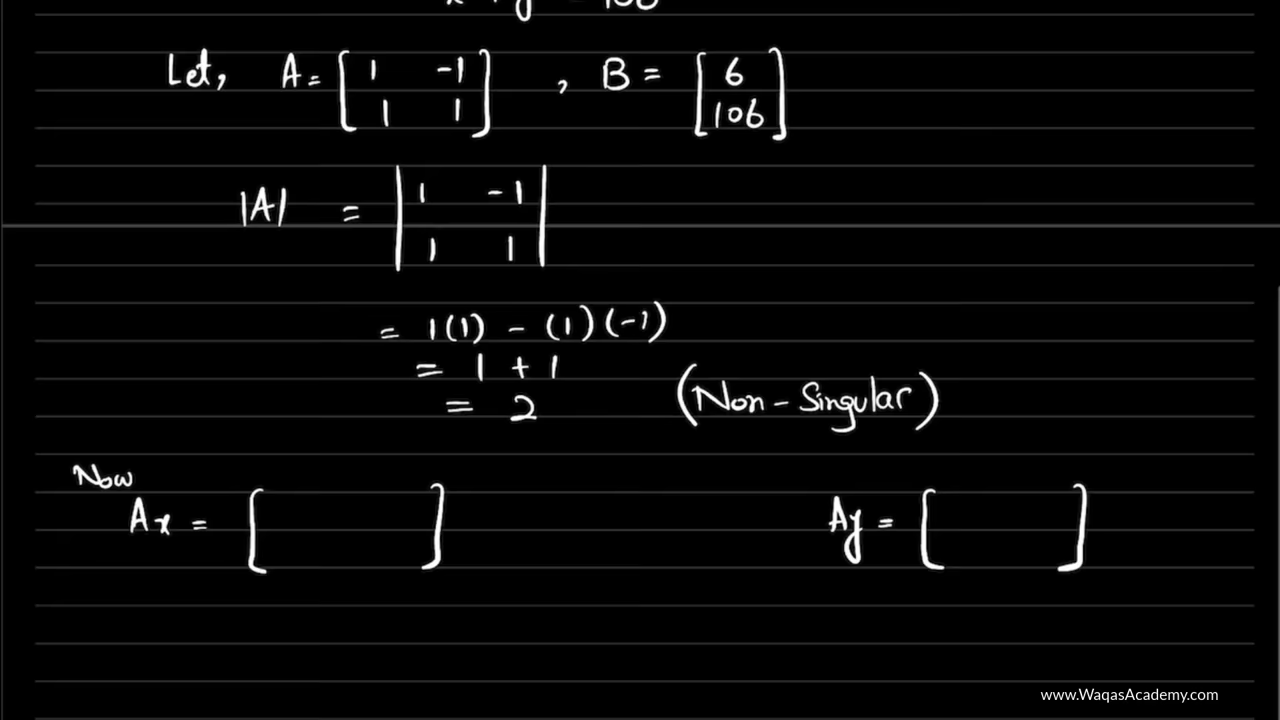 x + y = 106
Let, A = [ 1 -1 ] , B = [ 6 ]
[ 1 1 ] [ 106 ]
|A| = | 1 -1 |
| 1 1 |
= 1(1) - (1)(-1)
= 1 + 1
= 2 (Non-Singular)
Now
Ax = [ ] Ay = [ ]
www.WaqasAcademy.com